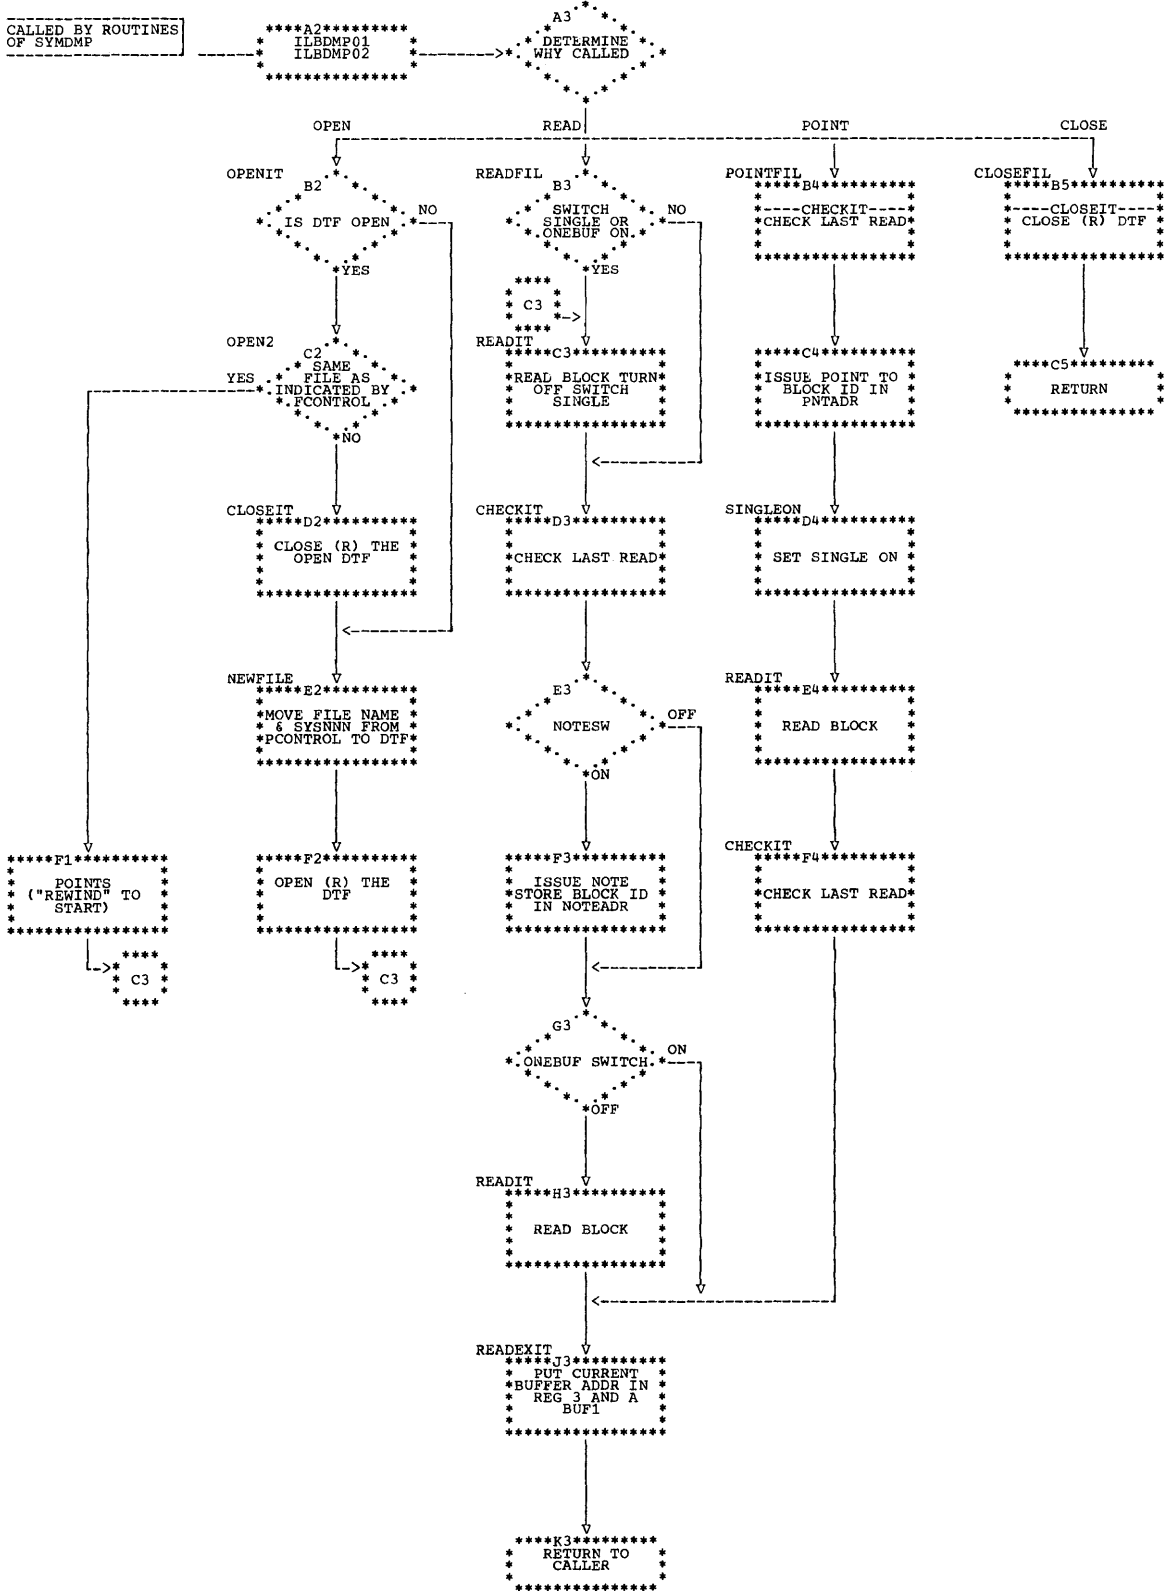 CALLED BY ROUTINES
OF SYMDMP
A2
ILBDMP01
ILBDMP02
A3
DETERMINE
WHY CALLED
OPEN
READ
POINT
CLOSE
OPENIT
B2
IS DTF OPEN
NO
YES
READFIL
B3
SWITCH
SINGLE OR
ONEBUF ON
NO
YES
POINTFIL
B4
CHECKIT
CHECK LAST READ
CLOSEFIL
B5
CLOSEIT
CLOSE (R) DTF
C3
OPEN2
C2
SAME
FILE AS
INDICATED BY
FCONTROL
YES
NO
READIT
C3
READ BLOCK TURN
OFF SWITCH
SINGLE
C4
ISSUE POINT TO
BLOCK ID IN
PNTADR
C5
RETURN
CLOSEIT
D2
CLOSE (R) THE
OPEN DTF
CHECKIT
D3
CHECK LAST READ
SINGLEON
D4
SET SINGLE ON
NEWFILE
E2
MOVE FILE NAME
& SYSNNN FROM
PCONTROL TO DTF
E3
NOTESW
OFF
ON
READIT
E4
READ BLOCK
F1
POINTS
("REWIND" TO
START)
C3
F2
OPEN (R) THE
DTF
C3
F3
ISSUE NOTE
STORE BLOCK ID
IN NOTEADR
CHECKIT
F4
CHECK LAST READ
G3
ONEBUF SWITCH
ON
OFF
READIT
H3
READ BLOCK
READEXIT
J3
PUT CURRENT
BUFFER ADDR IN
REG 3 AND A
BUF1
K3
RETURN TO
CALLER